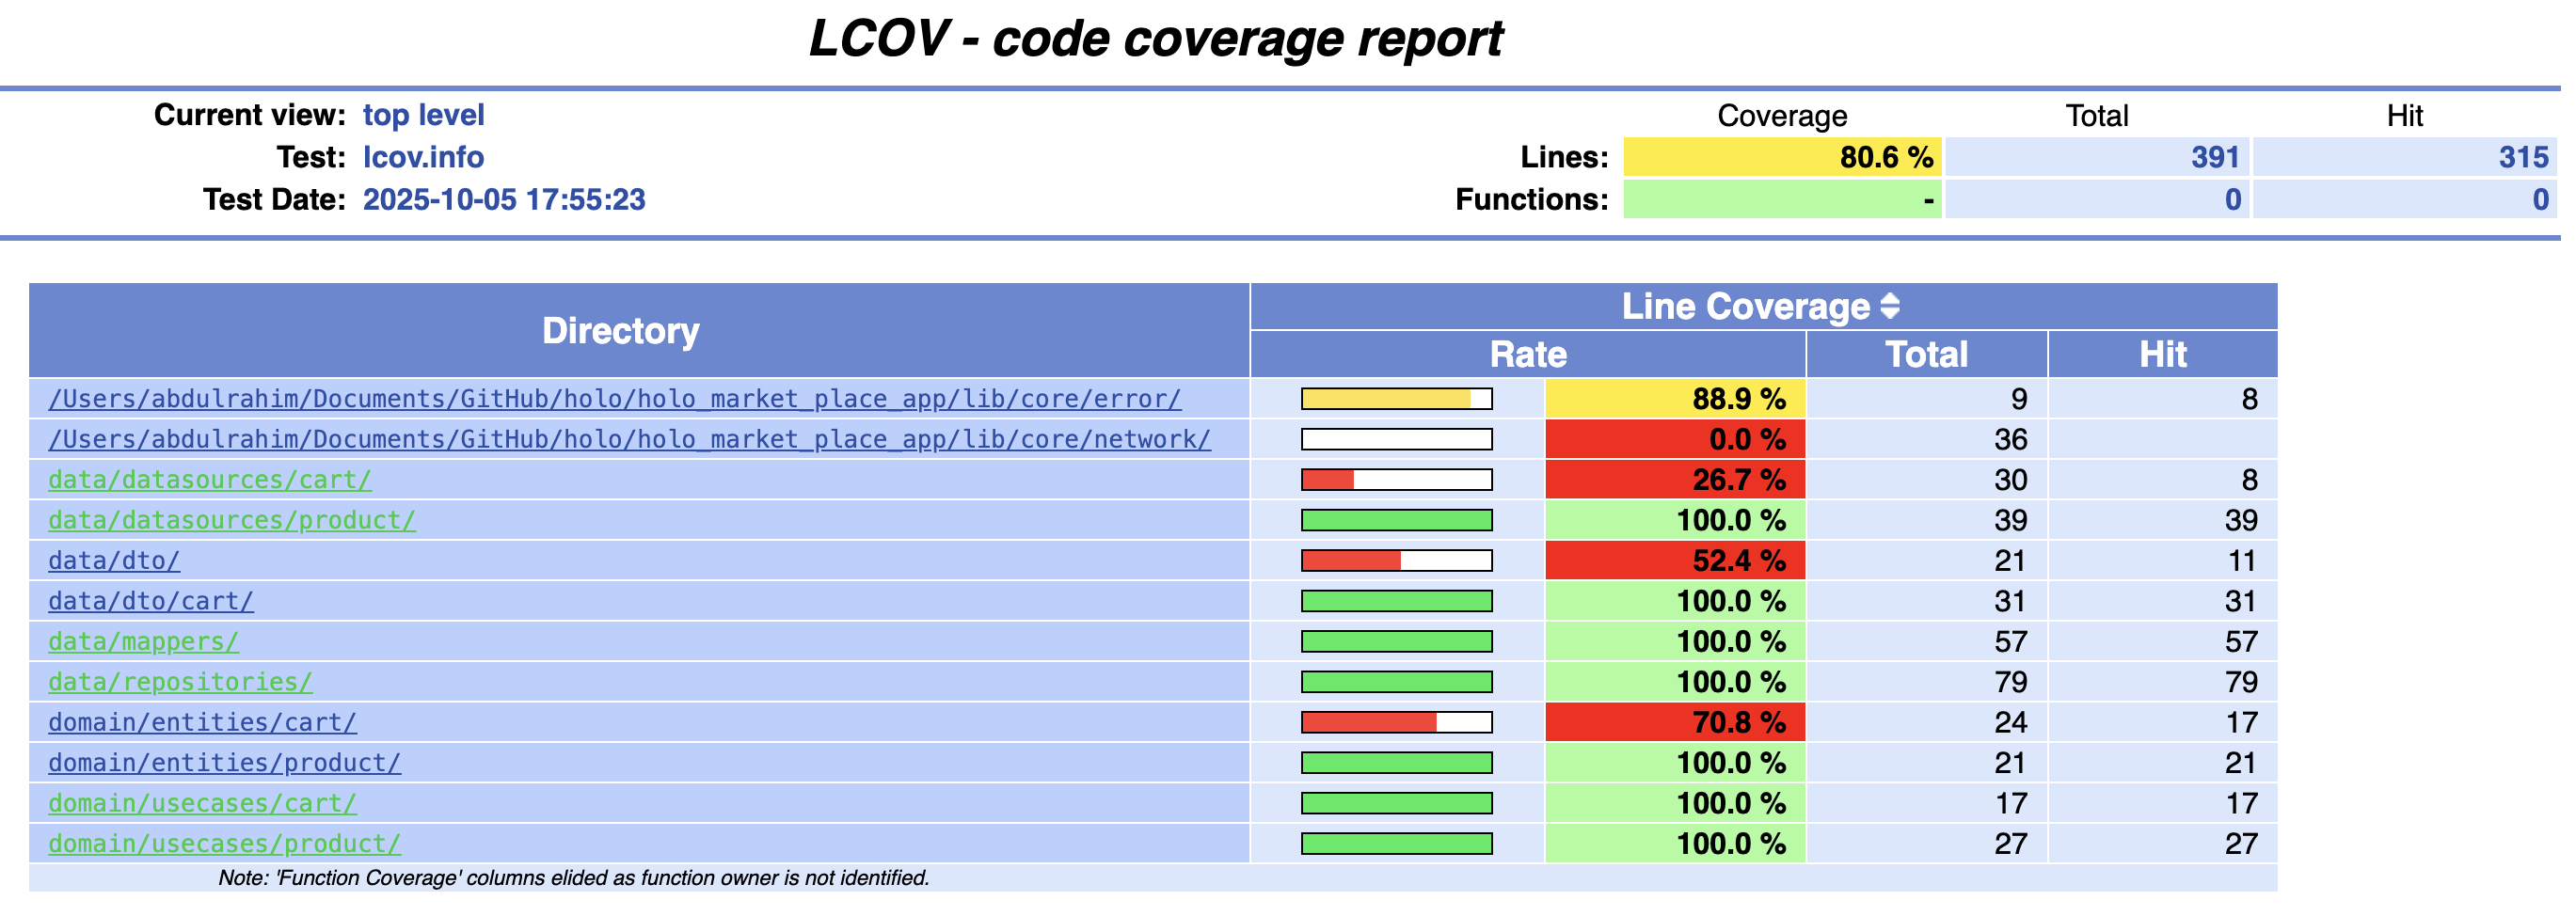 LCOV - code coverage report
Current view: top level
Coverage Total Hit
Test: lcov.info
Lines: 80.6 % 391 315
Test Date: 2025-10-05 17:55:23
Functions: - 0 0
Directory
Line Coverage
Rate Total Hit
/Users/abdulrahim/Documents/GitHub/holo/holo_market_place_app/lib/core/error/ 88.9 % 9 8
/Users/abdulrahim/Documents/GitHub/holo/holo_market_place_app/lib/core/network/ 0.0 % 36
data/datasources/cart/ 26.7 % 30 8
data/datasources/product/ 100.0 % 39 39
data/dto/ 52.4 % 21 11
data/dto/cart/ 100.0 % 31 31
data/mappers/ 100.0 % 57 57
data/repositories/ 100.0 % 79 79
domain/entities/cart/ 70.8 % 24 17
domain/entities/product/ 100.0 % 21 21
domain/usecases/cart/ 100.0 % 17 17
domain/usecases/product/ 100.0 % 27 27
Note: 'Function Coverage' columns elided as function owner is not identified.